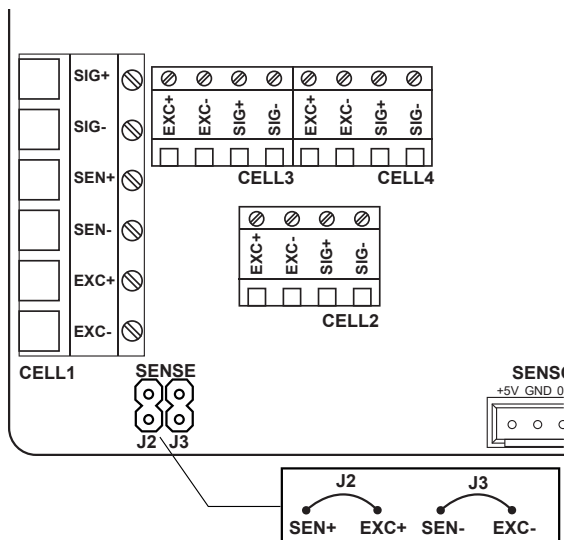 SIG+
SIG-
SEN+
SEN-
EXC+
EXC-
CELL1
EXC+ EXC- SIG+ SIG- EXC+ EXC- SIG+ SIG-
CELL3 CELL4
EXC+ EXC- SIG+ SIG-
CELL2
SENSE
J2 J3
+5V GND
J2 J3
SEN+ EXC+ SEN- EXC-